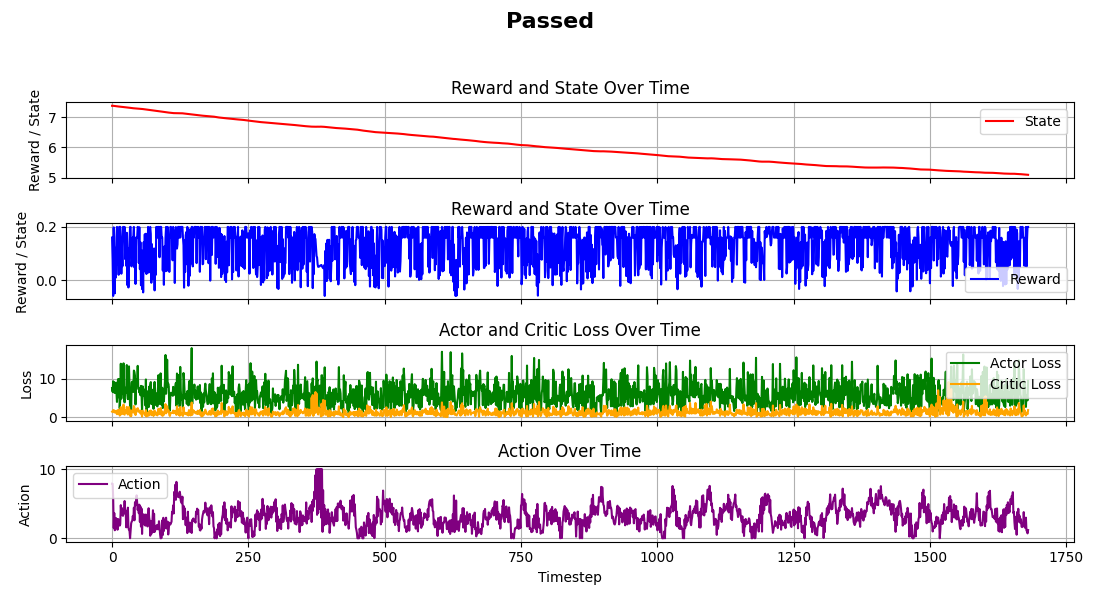 Passed
Reward and State Over Time
Reward / State
7
6
5
State
Reward and State Over Time
Reward / State
0.2
0.0
Reward
Actor and Critic Loss Over Time
Loss
10
0
Actor Loss
Critic Loss
Action Over Time
Action
10
0
Action
0 250 500 750 1000 1250 1500 1750
Timestep